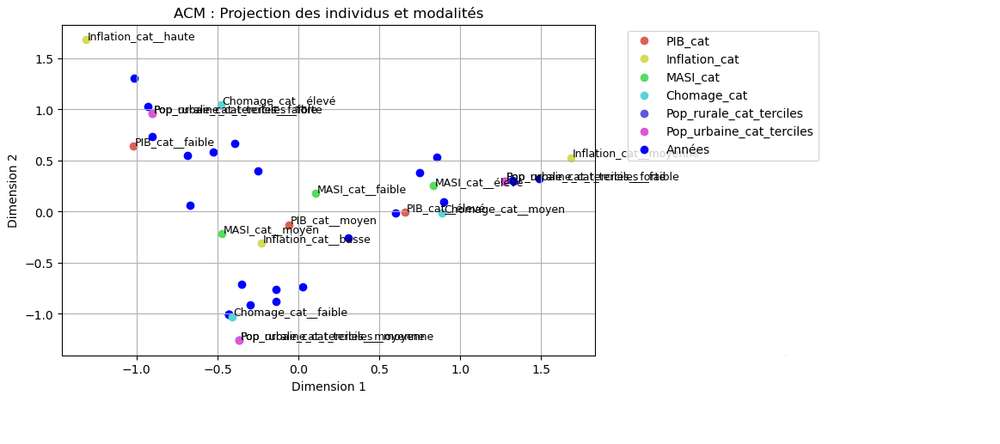 ACM : Projection des individus et modalités
Inflation_cat__haute
Chomage_cat__élevé
PIB_cat__faible
Inflation_cat__moyenne
MASI_cat__élevé
MASI_cat__faible
PIB_cat__élevé
Chomage_cat__moyen
PIB_cat__moyen
MASI_cat__moyen
Inflation_cat__basse
Chomage_cat__faible
1.5
1.0
0.5
0.0
−0.5
−1.0
Dimension 2
−1.0
−0.5
0.0
0.5
1.0
1.5
Dimension 1
PIB_cat
Inflation_cat
MASI_cat
Chomage_cat
Pop_rurale_cat_terciles
Pop_urbaine_cat_terciles
Années